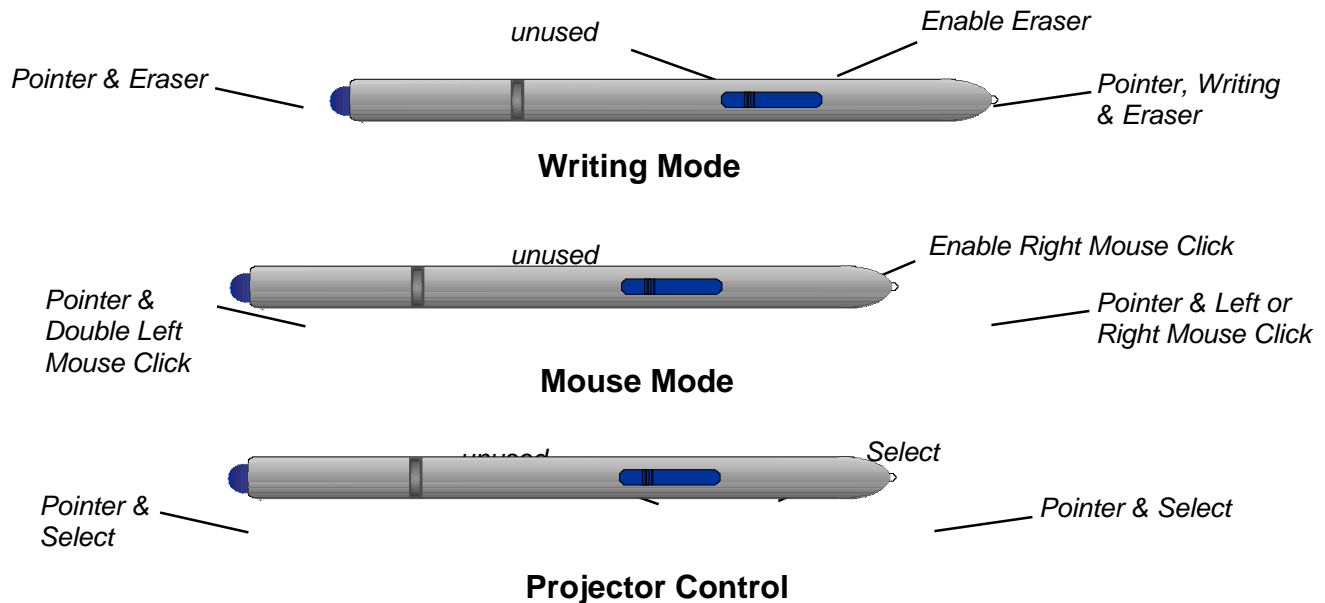 unused
Enable Eraser
Pointer & Eraser
Pointer, Writing
& Eraser
Writing Mode
unused
Enable Right Mouse Click
Pointer &
Double Left
Mouse Click
Pointer & Left or
Right Mouse Click
Mouse Mode
unused
Select
Pointer &
Select
Pointer & Select
Projector Control